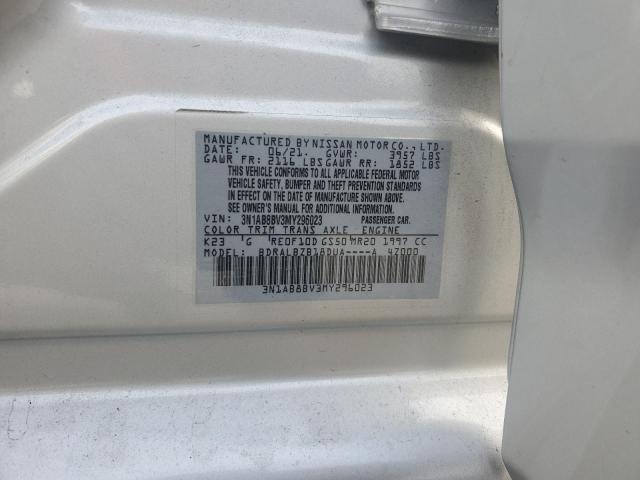 MANUFACTURED BY NISSAN MOTOR CO., LTD.
DATE: 06/21. GVWR: 3957 LBS
GAWR FR: 2116 LBS GAWR RR: 1852 LBS
THIS VEHICLE CONFORMS TO ALL APPLICABLE FEDERAL MOTOR
VEHICLE SAFETY, BUMPER AND THEFT PREVENTION STANDARDS
IN EFFECT ON THE DATE OF MANUFACTURE SHOWN ABOVE.
SEE OWNER'S MANUAL FOR ADDITIONAL INFORMATION.
VIN: 3N1AB8BV3MY296023 PASSENGER CAR.
COLOR TRIM TRANS AXLE ENGINE
K23 G RE0F10D GS50 MR20 1997 CC
MODEL: BDRALBZB18DUA----A 47000
3N1AB8BV3MY296023